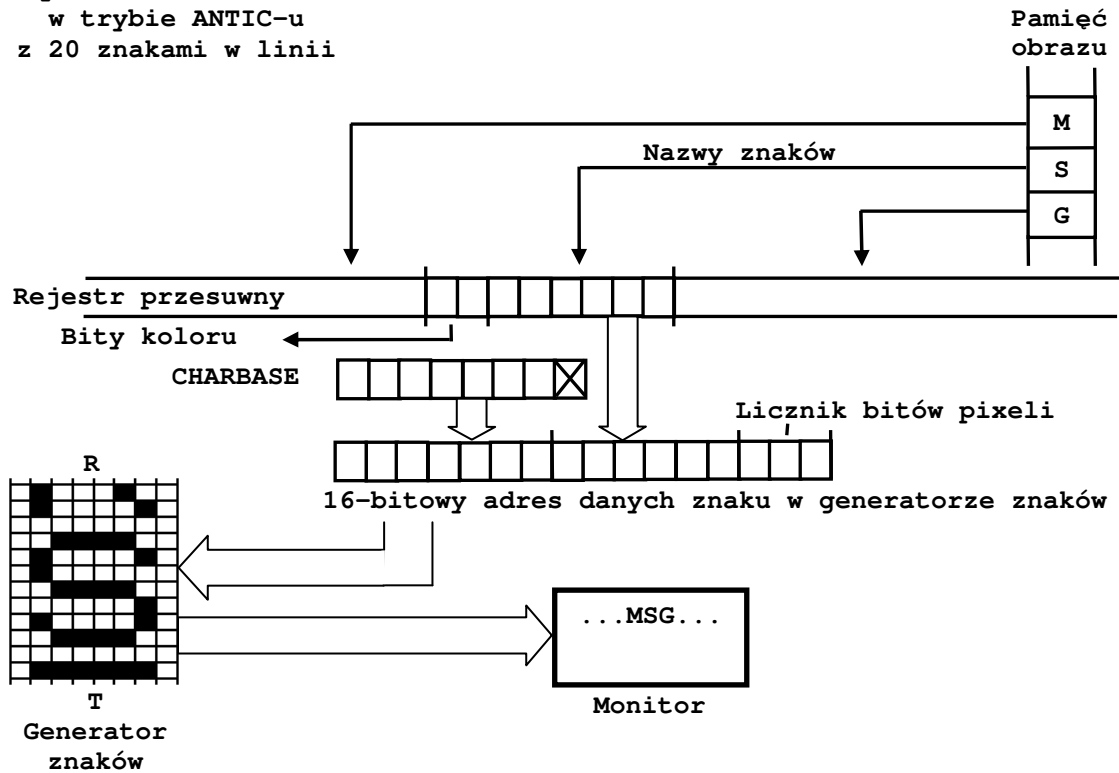 w trybie ANTIC-u
z 20 znakami w linii
Pamięć
obrazu
M
Nazwy znaków
S
G
Rejestr przesuwny
Bity koloru
CHARBASE
Licznik bitów pixeli
R
16-bitowy adres danych znaku w generatorze znaków
...MSG...
T
Monitor
Generator
znaków